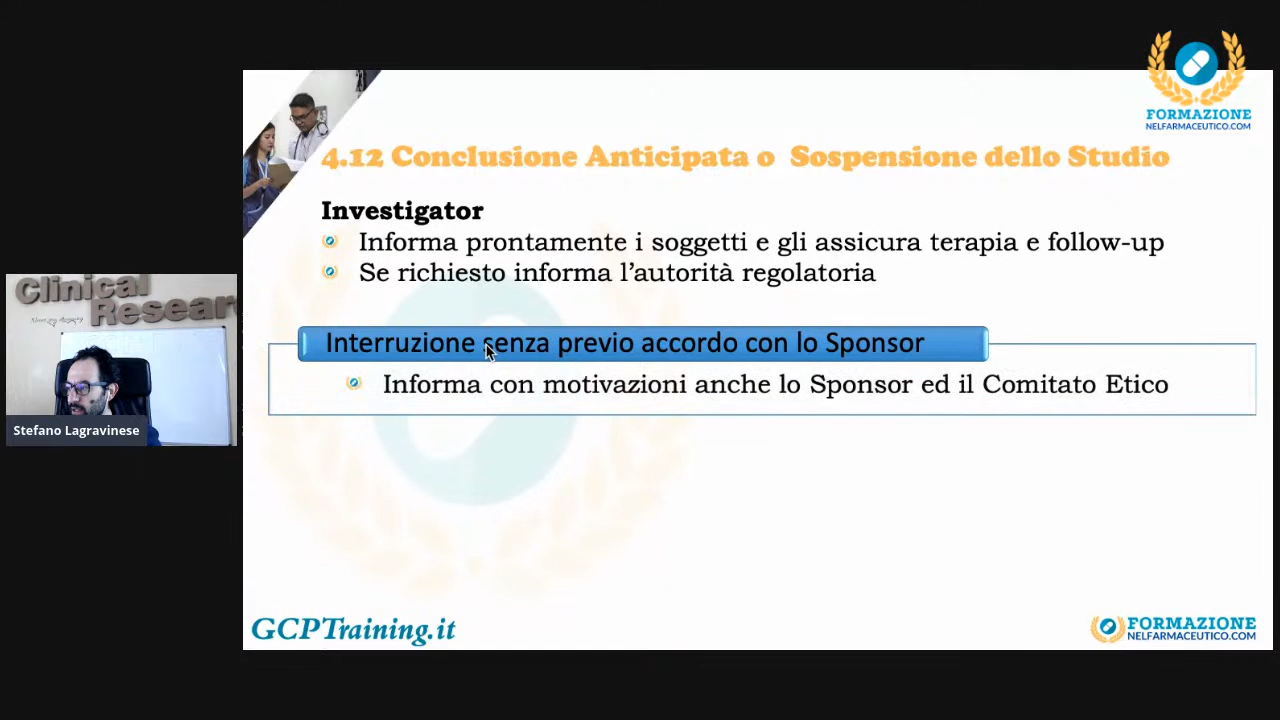 FORMAZIONE
NELFARMACEUTICO.COM
4.12 Conclusione Anticipata o Sospensione dello Studio
Investigator
Informa prontamente i soggetti e gli assicura terapia e follow-up
Se richiesto informa l’autorità regolatoria
Interruzione senza previo accordo con lo Sponsor
Informa con motivazioni anche lo Sponsor ed il Comitato Etico
Clinical
Resear
Stefano Lagravinese
GCPTraining.it
FORMAZIONE
NELFARMACEUTICO.COM